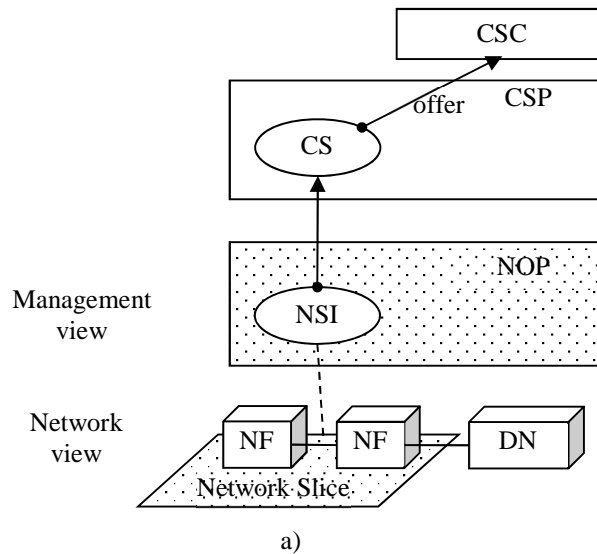 CSC
offer
CSP
CS
NOP
Management
view
NSI
Network
view
NF
NF
DN
Network Slice
a)